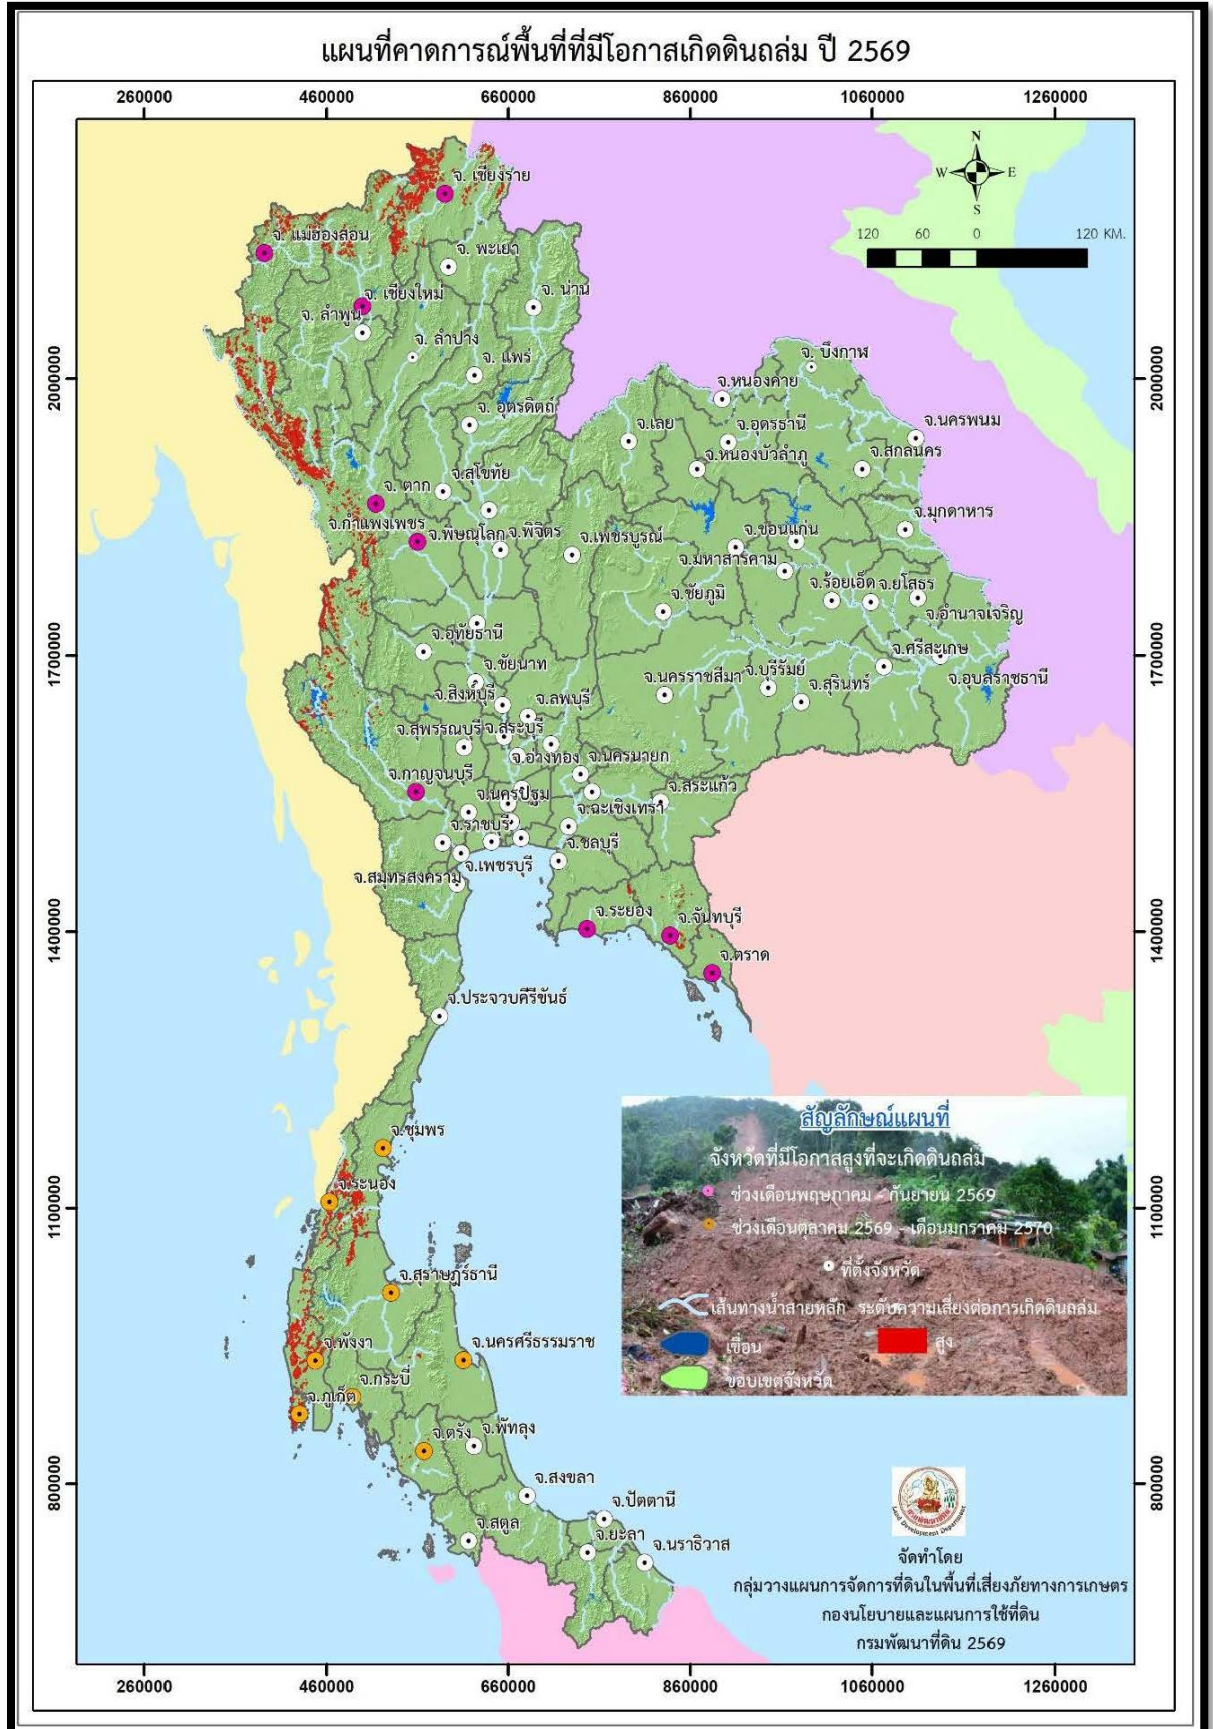 แผนที่คาดการณ์พื้นที่ที่มีโอกาสเกิดดินถล่ม ปี 2569
260000 460000 660000 860000 1060000 1260000
N
W E
S
120 60 0 120 KM.
จ. เชียงราย
จ. แม่ฮ่องสอน
จ. พะเยา
จ. เชียงใหม่
จ. น่าน
จ. ลำพูน
จ. ลำปาง
จ. แพร่
จ. บึงกาฬ
2000000
2000000
จ.หนองคาย
จ. อุตรดิตถ์
จ.เลย
จ.อุดรธานี
จ.นครพนม
จ.หนองบัวลำภู
จ.สกลนคร
จ.สุโขทัย
จ. ตาก
จ.กำแพงเพชร
จ.พิษณุโลก
จ.พิจิตร
จ.เพชรบูรณ์
จ.ขอนแก่น
จ.มุกดาหาร
จ.มหาสารคาม
จ.ชัยภูมิ
จ.ร้อยเอ็ด
จ.ยโสธร
จ.อำนาจเจริญ
1700000
1700000
จ.อุทัยธานี
จ.ชัยนาท
จ.นครราชสีมา
จ.บุรีรัมย์
จ.สุรินทร์
จ.ศรีสะเกษ
จ.อุบลราชธานี
จ.สิงห์บุรี
จ.ลพบุรี
จ.สุพรรณบุรี
จ.สระบุรี
จ.อ่างทอง
จ.นครนายก
จ.กาญจนบุรี
จ.นครปฐม
จ.สระแก้ว
จ.ฉะเชิงเทรา
จ.ราชบุรี
จ.ชลบุรี
จ.เพชรบุรี
จ.สมุทรสงคราม
จ.ระยอง
จ.จันทบุรี
จ.ตราด
1400000
1400000
จ.ประจวบคีรีขันธ์
จ.ชุมพร
จ.ระนอง
จ.สุราษฎร์ธานี
1100000
1100000
จ.พังงา
จ.นครศรีธรรมราช
จ.กระบี่
จ.ภูเก็ต
จ.ตรัง
จ.พัทลุง
จ.สงขลา
จ.ปัตตานี
จ.สตูล
จ.ยะลา
จ.นราธิวาส
800000
800000
สัญลักษณ์แผนที่
จังหวัดที่มีโอกาสสูงที่จะเกิดดินถล่ม
ช่วงเดือนพฤษภาคม - กันยายน 2569
ช่วงเดือนตุลาคม 2569 - เดือนมกราคม 2570
ที่ตั้งจังหวัด
เส้นทางน้ำสายหลัก ระดับความเสี่ยงต่อการเกิดดินถล่ม
เขื่อน สูง
ขอบเขตจังหวัด
กรมพัฒนาที่ดิน
Land Development Department
จัดทำโดย
กลุ่มวางแผนการจัดการที่ดินในพื้นที่เสี่ยงภัยทางการเกษตร
กองนโยบายและแผนการใช้ที่ดิน
กรมพัฒนาที่ดิน 2569
260000 460000 660000 860000 1060000 1260000